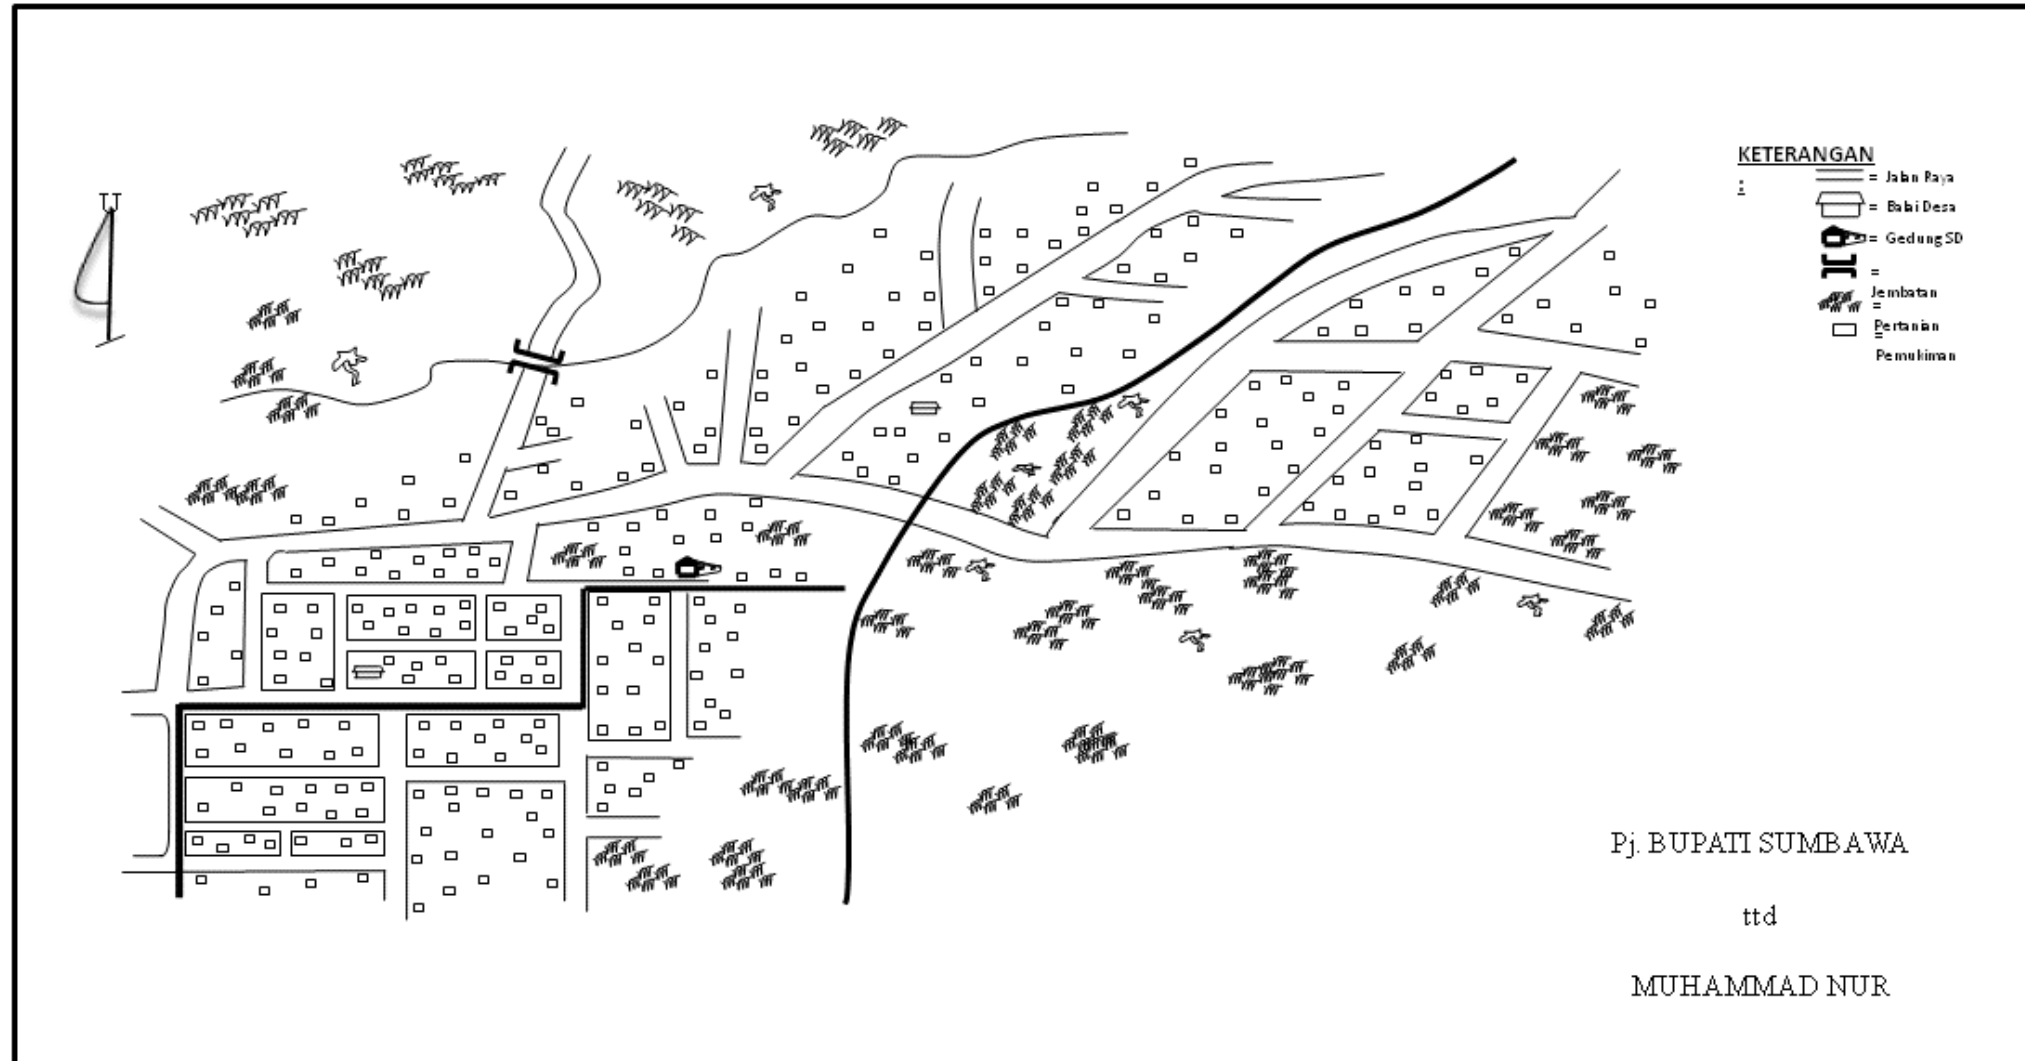 KETERANGAN
:
= Jalan Raya
= Balai Desa
= Gedung SD
=
Jembatan
=
Pertanian
=
Pemukiman
Pj. BUPATI SUMBAWA
ttd
MUHAMMAD NUR